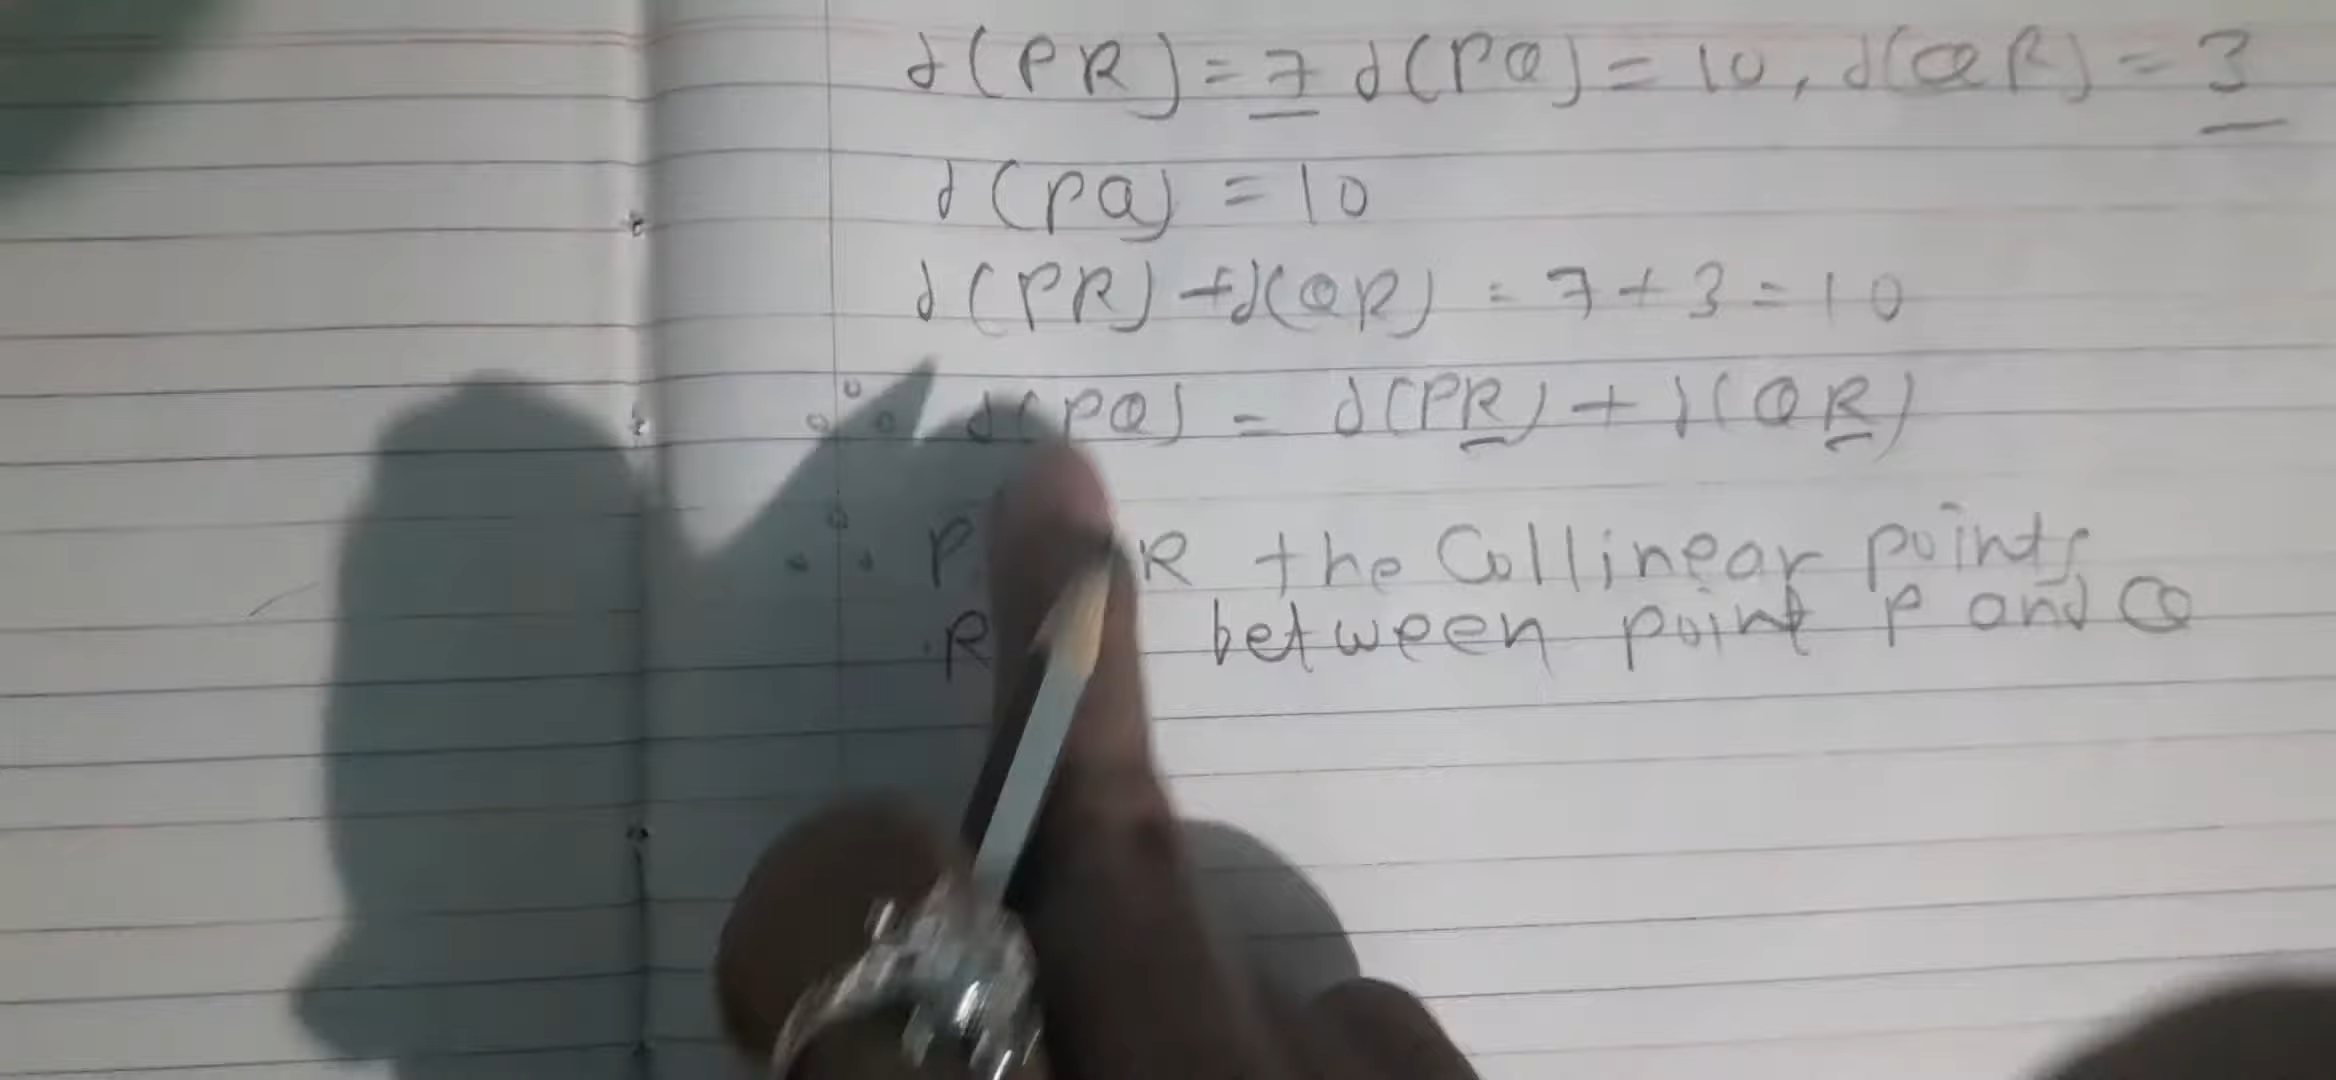 d(PR) = 7 d(PQ) = 10, d(QR) = 3
d(PQ) = 10
d(PR) + d(QR) = 7 + 3 = 10
∴ d(PQ) = d(PR) + d(QR)
∴ P R the Collinear points
R between point P and Q